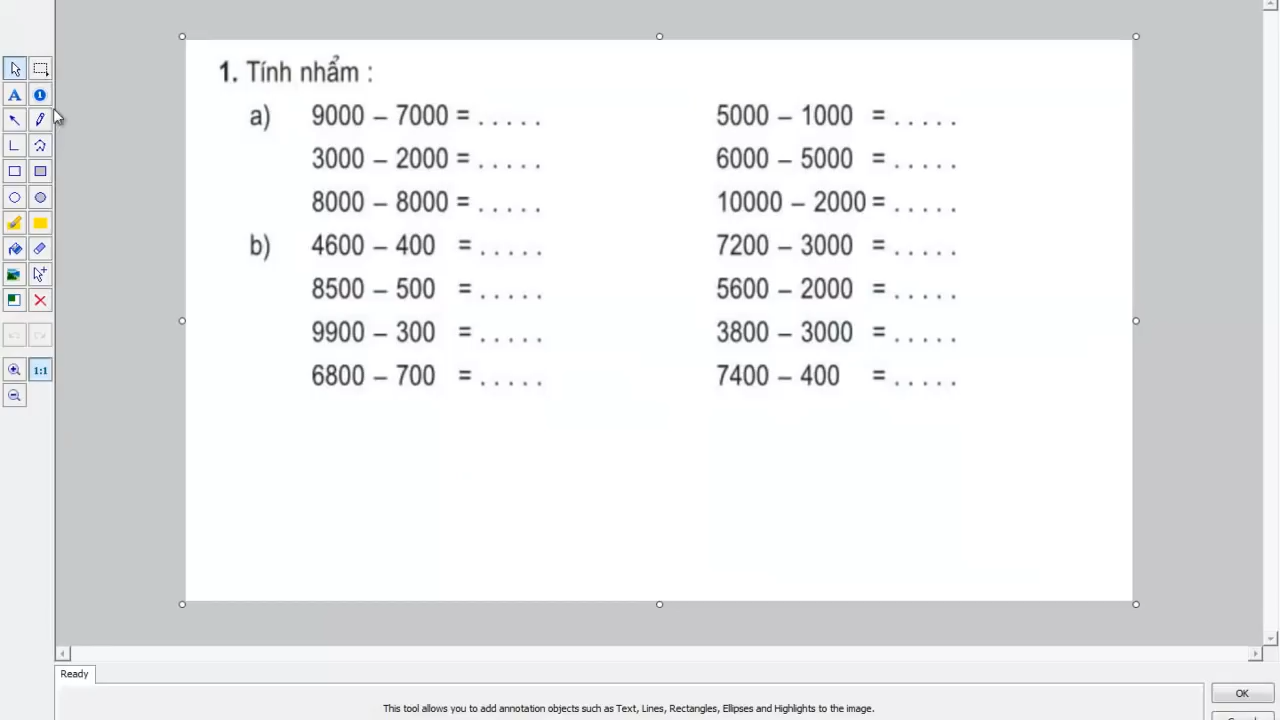 1. Tính nhẩm :
a) 9000 – 7000 = . . . . . 5000 – 1000 = . . . . .
3000 – 2000 = . . . . . 6000 – 5000 = . . . . .
8000 – 8000 = . . . . . 10000 – 2000 = . . . . .
b) 4600 – 400 = . . . . . 7200 – 3000 = . . . . .
8500 – 500 = . . . . . 5600 – 2000 = . . . . .
9900 – 300 = . . . . . 3800 – 3000 = . . . . .
6800 – 700 = . . . . . 7400 – 400 = . . . . .
1:1
Ready
OK
This tool allows you to add annotation objects such as Text, Lines, Rectangles, Ellipses and Highlights to the image.